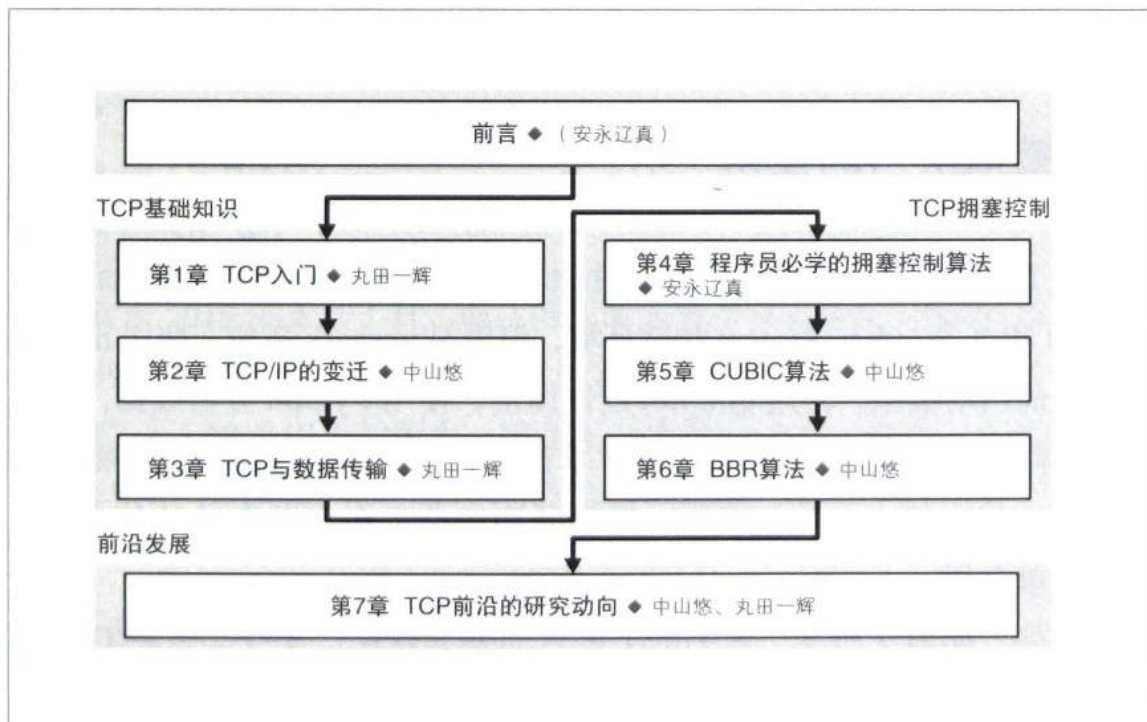 前言 ◆ （安永辽真）
TCP基础知识
第1章 TCP入门 ◆ 丸田一辉
第2章 TCP/IP的变迁 ◆ 中山悠
第3章 TCP与数据传输 ◆ 丸田一辉
TCP拥塞控制
第4章 程序员必学的拥塞控制算法
◆ 安永辽真
第5章 CUBIC算法 ◆ 中山悠
第6章 BBR算法 ◆ 中山悠
前沿发展
第7章 TCP前沿的研究动向 ◆ 中山悠、丸田一辉